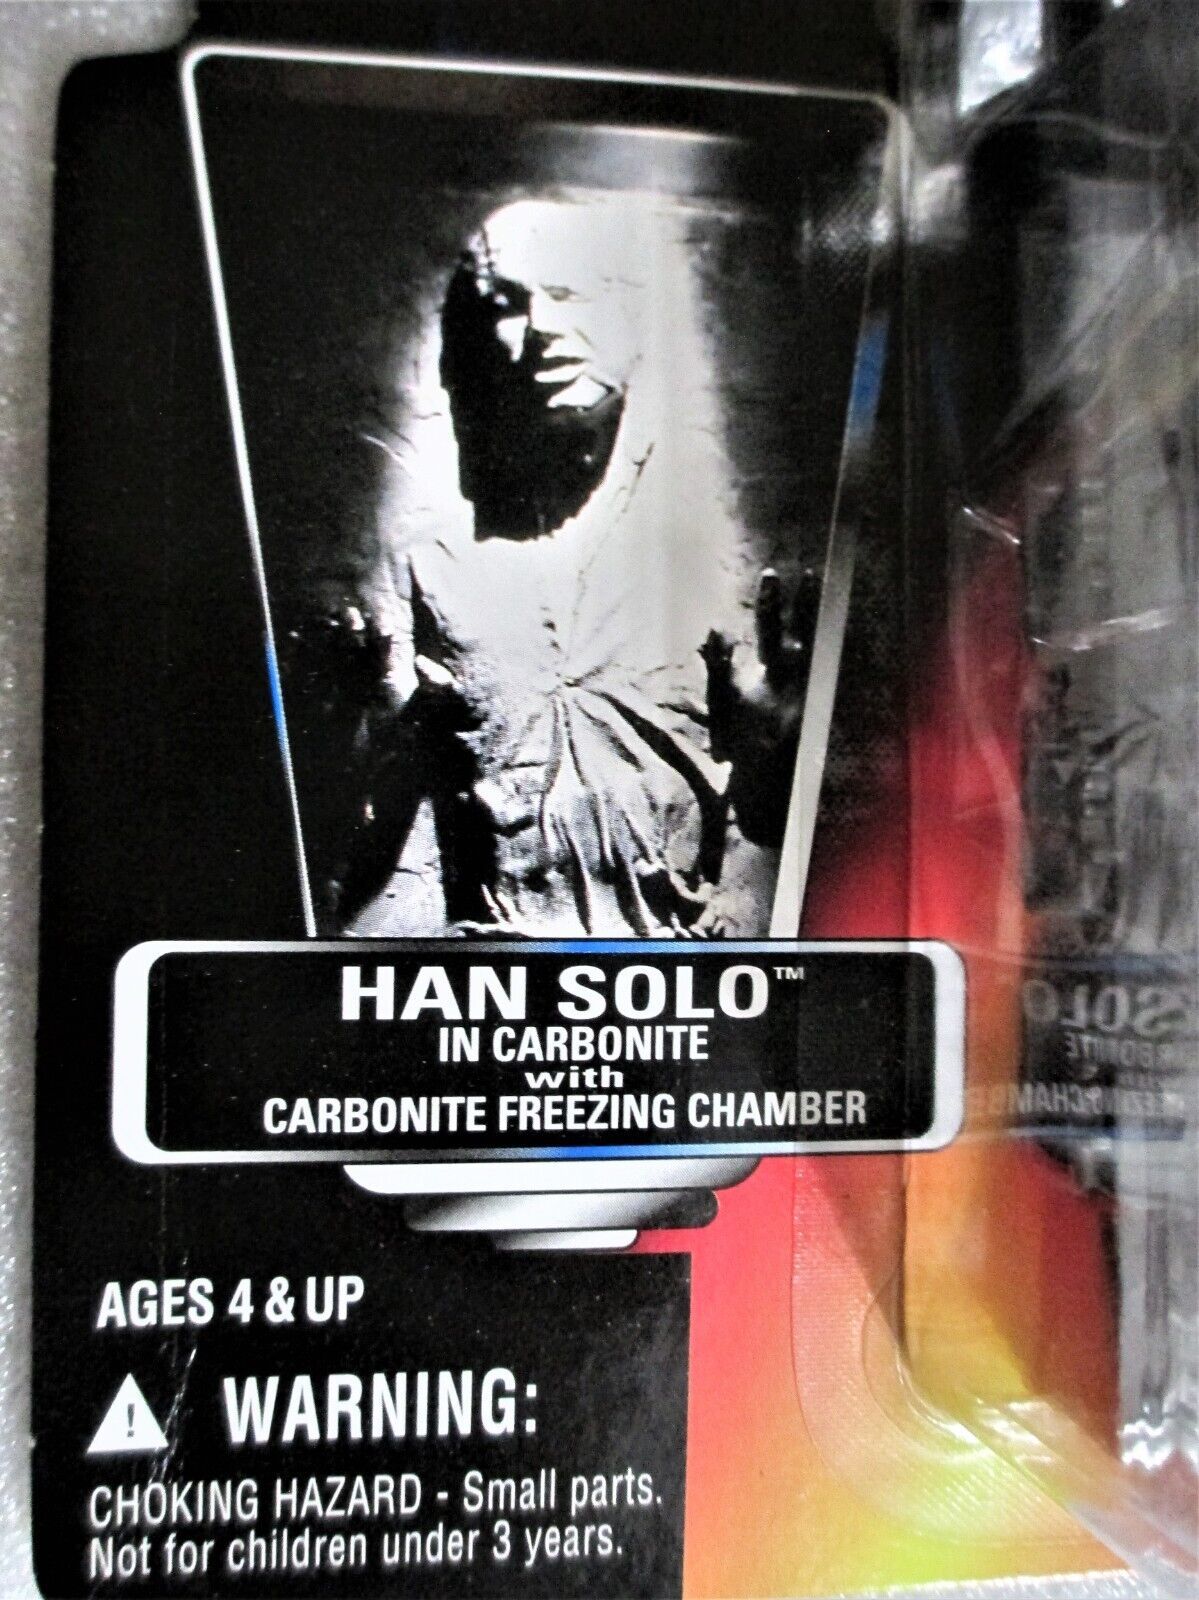 HAN SOLO™
IN CARBONITE
with
CARBONITE FREEZING CHAMBER
AGES 4 & UP
WARNING:
CHOKING HAZARD - Small parts.
Not for children under 3 years.